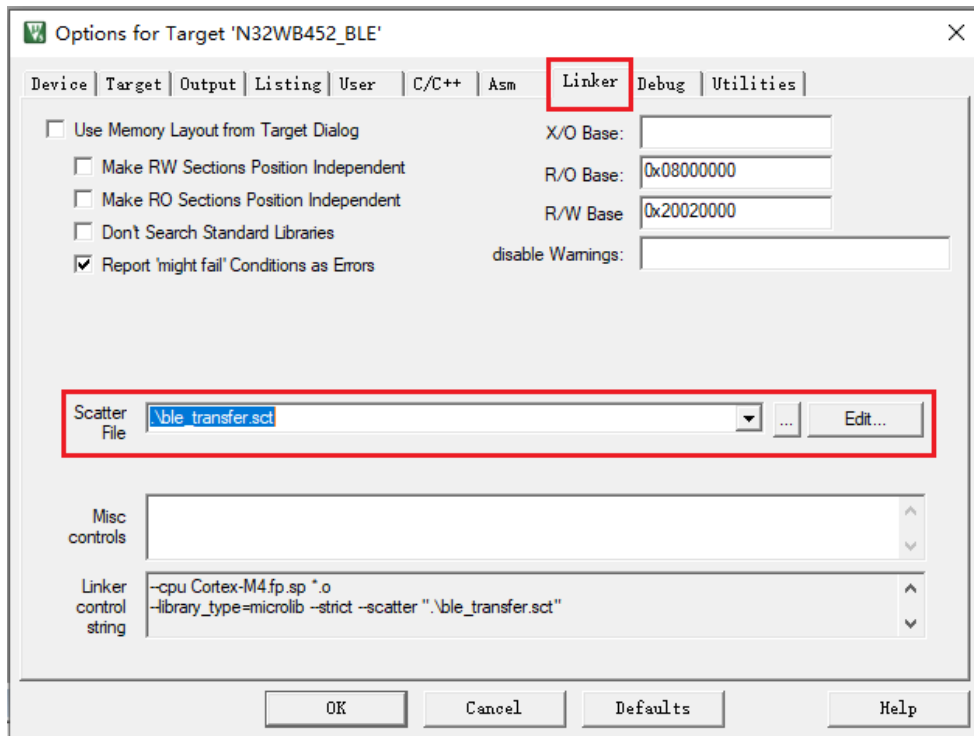 Options for Target 'N32WB452_BLE'
Device Target Output Listing User C/C++ Asm Linker Debug Utilities
Use Memory Layout from Target Dialog
X/O Base:
Make RW Sections Position Independent
R/O Base: 0x08000000
Make RO Sections Position Independent
R/W Base 0x20020000
Don't Search Standard Libraries
disable Warnings:
Report 'might fail' Conditions as Errors
Scatter
File
.\ble_transfer.sct
...
Edit...
Misc
controls
Linker
control
string
--cpu Cortex-M4.fp.sp *.o
--library_type=microlib --strict --scatter ".\ble_transfer.sct"
OK Cancel Defaults Help